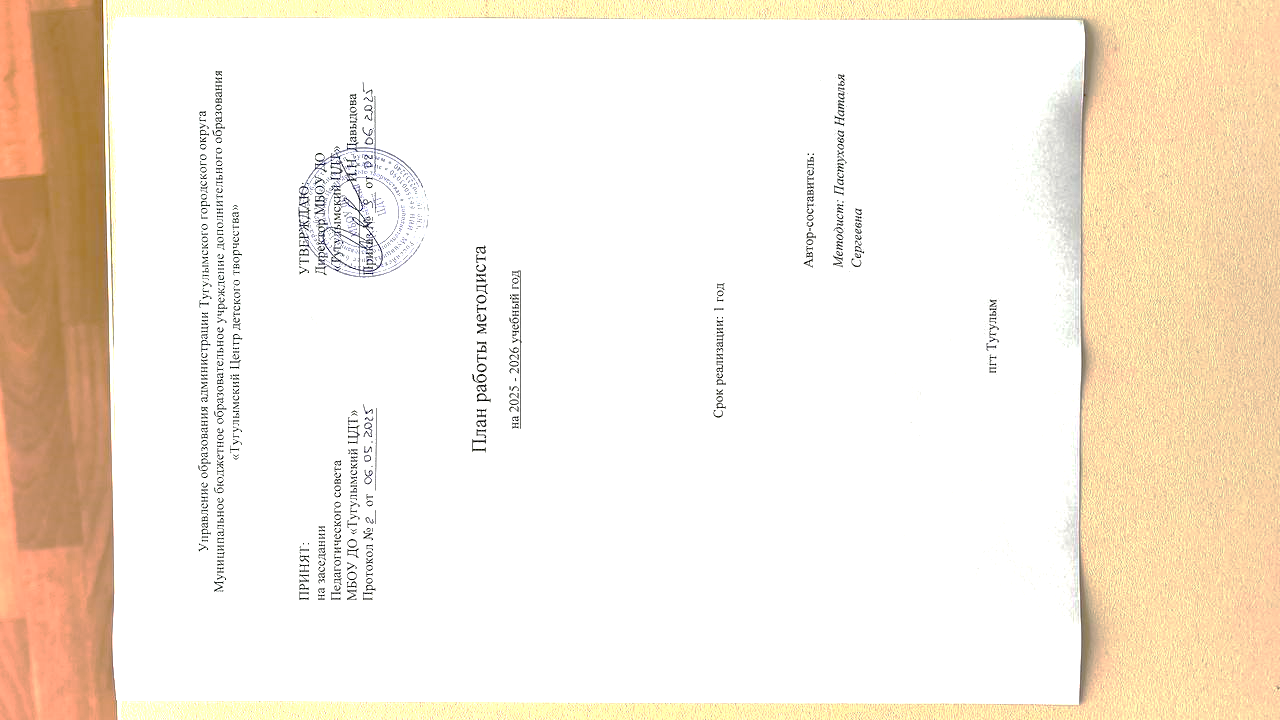 Управление образования администрации Тугулымского городского округа
Муниципальное бюджетное образовательное учреждение дополнительного образования
«Тугулымский Центр детского творчества»
ПРИНЯТ:
на заседании
Педагогического совета
МБОУ ДО «Тугулымский ЦДТ»
Протокол № 2 от 06.05.2025
УТВЕРЖДАЮ:
Директор МБОУ ДО
«Тугулымский ЦДТ»
И.Н. Давыдова
Приказ № от 02 06 2025
План работы методиста
на 2025 - 2026 учебный год
Срок реализации: 1 год
Автор-составитель:
Методист: Пастухова Наталья
Сергеевна
пгт Тугулым